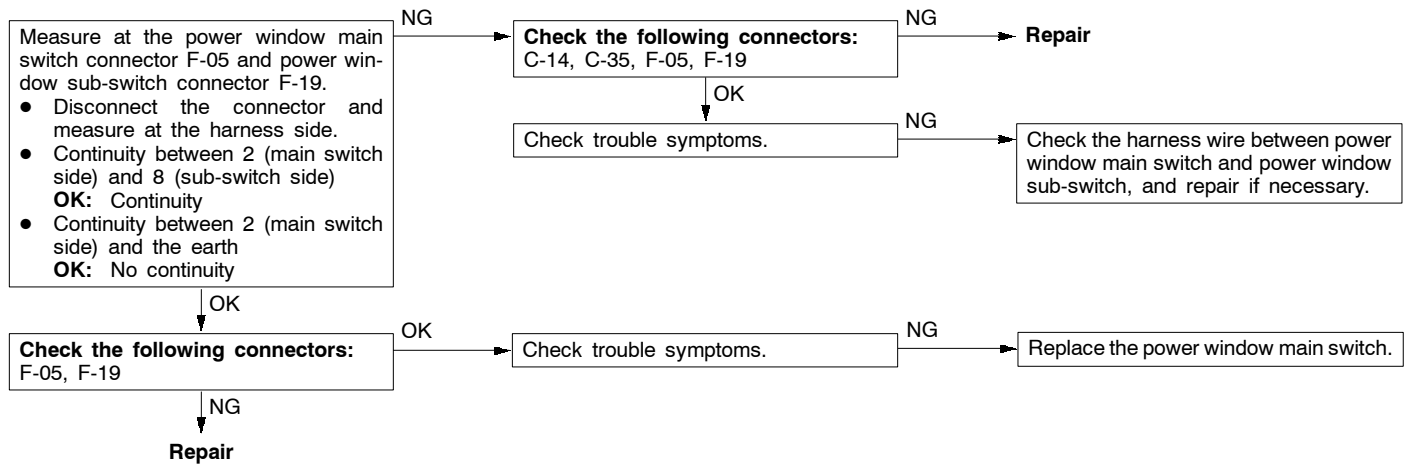 Measure at the power window main
switch connector F-05 and power win-
dow sub-switch connector F-19.
● Disconnect the connector and
measure at the harness side.
● Continuity between 2 (main switch
side) and 8 (sub-switch side)
OK: Continuity
● Continuity between 2 (main switch
side) and the earth
OK: No continuity
NG
Check the following connectors:
C-14, C-35, F-05, F-19
NG
Repair
OK
Check trouble symptoms.
NG
Check the harness wire between power
window main switch and power window
sub-switch, and repair if necessary.
OK
Check the following connectors:
F-05, F-19
OK
Check trouble symptoms.
NG
Replace the power window main switch.
NG
Repair